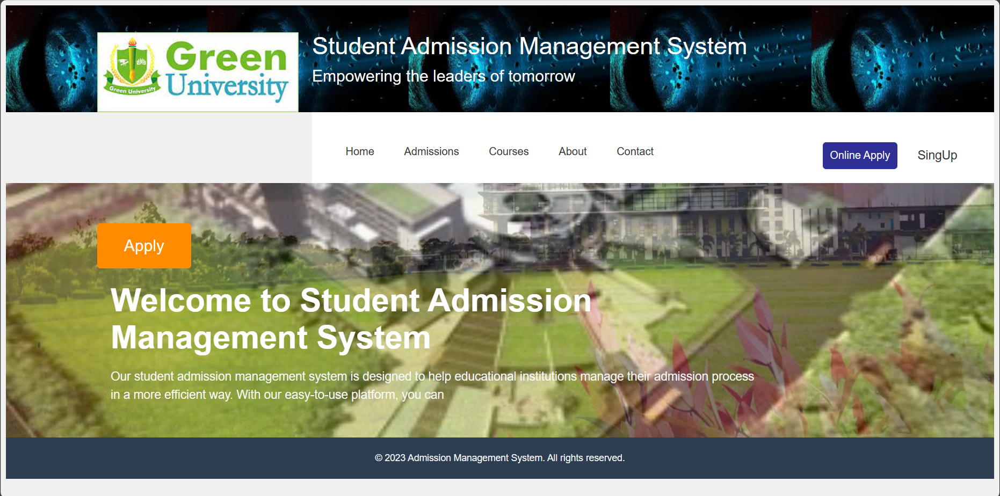 Green
University
Green University
Student Admission Management System
Empowering the leaders of tomorrow
Home Admissions Courses About Contact Online Apply SingUp
Apply
Welcome to Student Admission
Management System
Our student admission management system is designed to help educational institutions manage their admission process
in a more efficient way. With our easy-to-use platform, you can
© 2023 Admission Management System. All rights reserved.